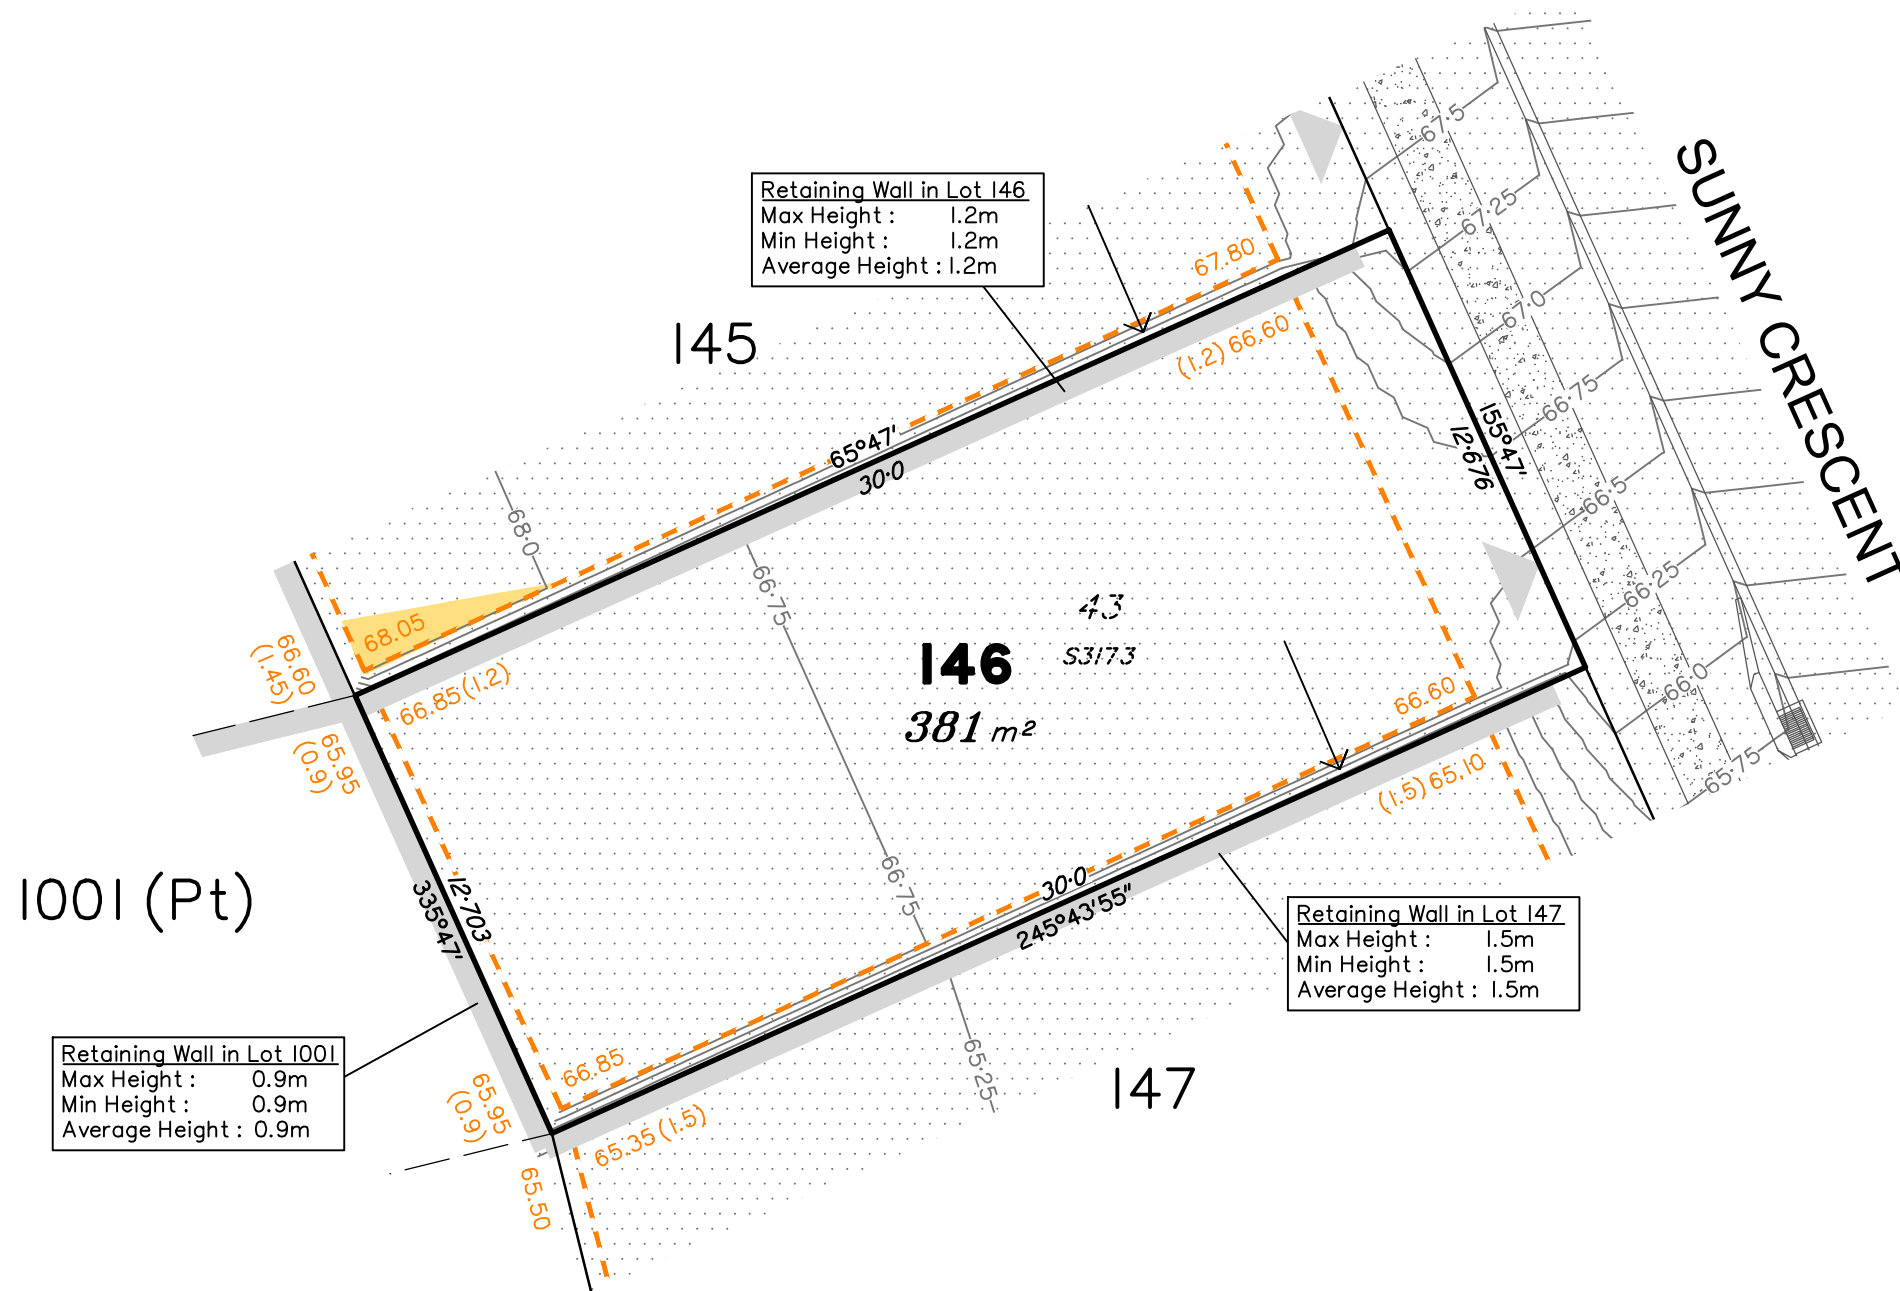 67·5
SUNNY CRESCENT
Retaining Wall in Lot 146
Max Height : 1.2m
Min Height : 1.2m
Average Height : 1.2m
67·25
67.80
67·0
(1.2) 66.60
145
66·75
65°47'
30·0
155°47'
12·676
68·0
66·5
66·75
66·25
43
146
S3173
381 m²
68.05
66.60
(1.45)
66.85 (1.2)
66.60
66·0
65.95
(0.9)
(1.5) 65.10
65·75
1001 (Pt)
12·703
335°47'
66·75
30·0
245°43'55"
Retaining Wall in Lot 147
Max Height : 1.5m
Min Height : 1.5m
Average Height : 1.5m
Retaining Wall in Lot 1001
Max Height : 0.9m
Min Height : 0.9m
Average Height : 0.9m
66.85
65·25
147
65.95
(0.9)
65.35 (1.5)
65.50